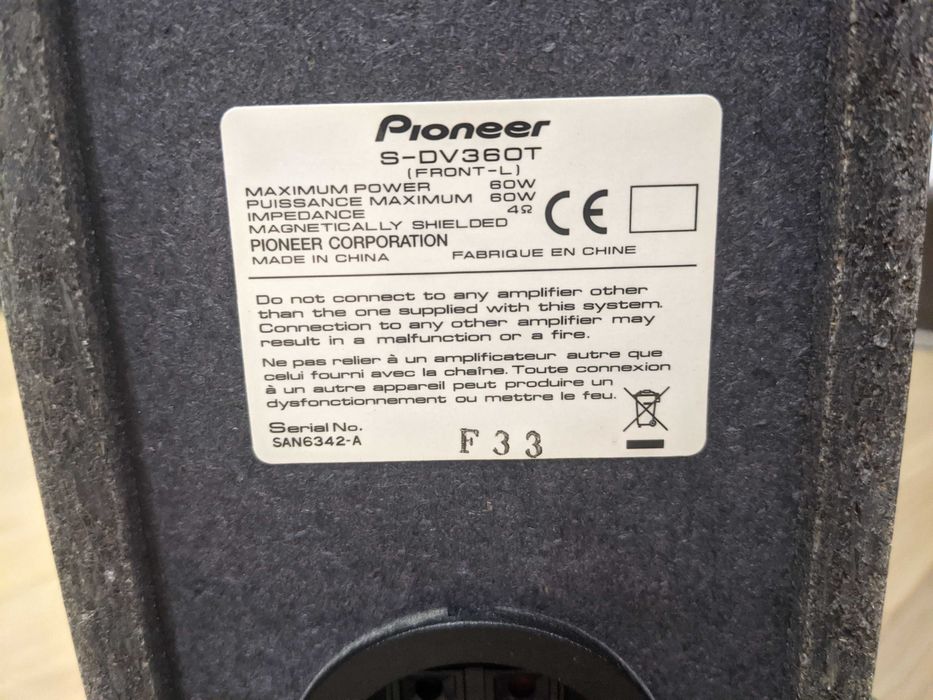 Pioneer
S-DV360T
(FRONT-L)
MAXIMUM POWER 60W
PUISSANCE MAXIMUM 60W
IMPEDANCE 4Ω
MAGNETICALLY SHIELDED
PIONEER CORPORATION
MADE IN CHINA FABRIQUE EN CHINE
CE
Do not connect to any amplifier other
than the one supplied with this system.
Connection to any other amplifier may
result in a malfunction or a fire.
Ne pas relier à un amplificateur autre que
celui fourni avec la chaîne. Toute connexion
à un autre appareil peut produire un
dysfonctionnement ou mettre le feu.
Serial No.
SAN6342-A
F33